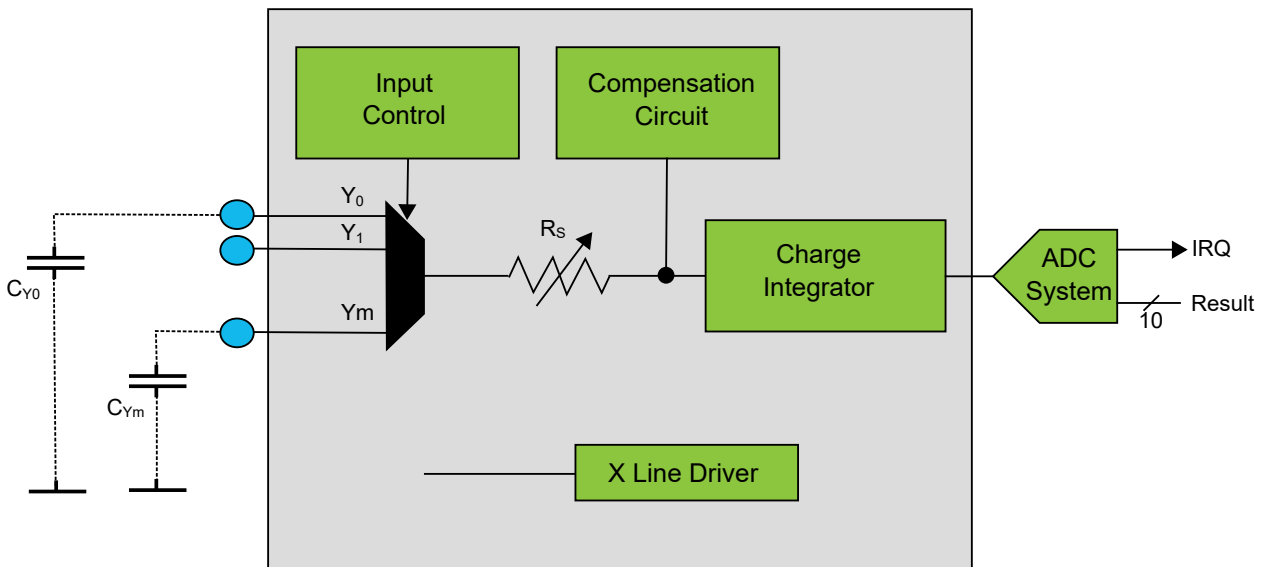 Input
Control
Compensation
Circuit
Y0
Y1
RS
Charge
Integrator
ADC
System
IRQ
Result
10
CY0
Ym
CYm
X Line Driver